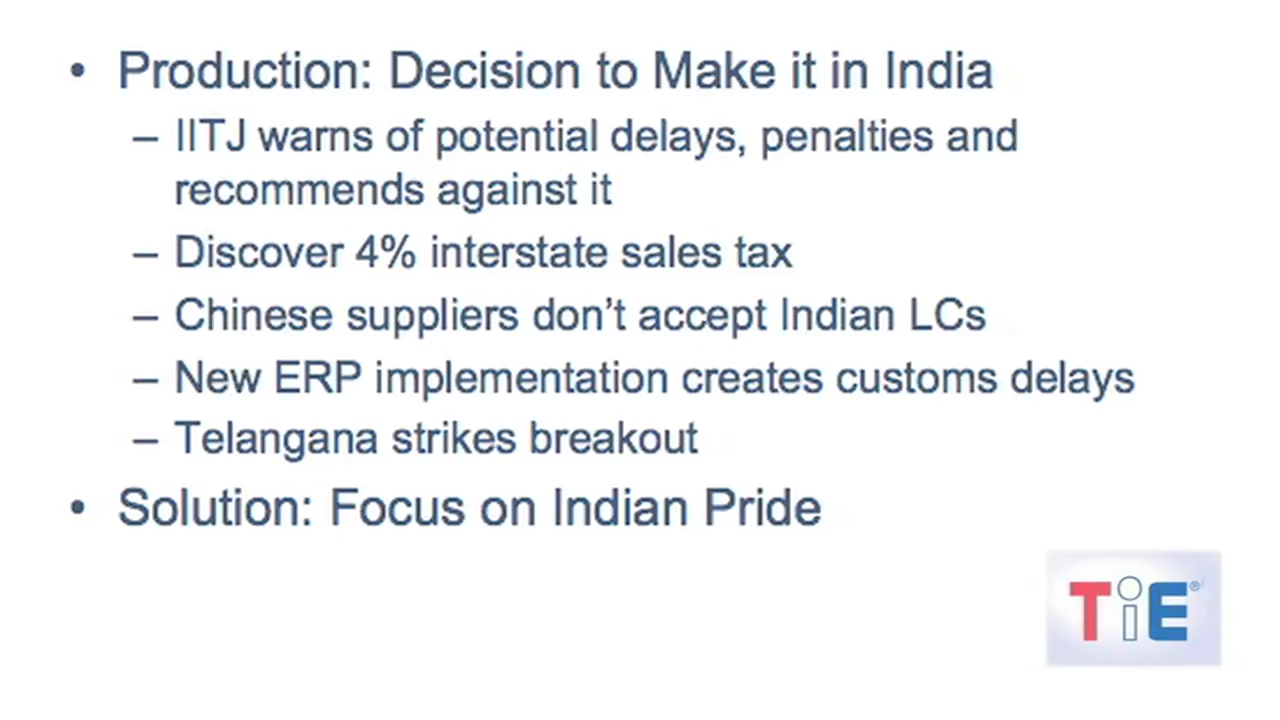 • Production: Decision to Make it in India
– IITJ warns of potential delays, penalties and
recommends against it
– Discover 4% interstate sales tax
– Chinese suppliers don’t accept Indian LCs
– New ERP implementation creates customs delays
– Telangana strikes breakout
• Solution: Focus on Indian Pride
TiE®